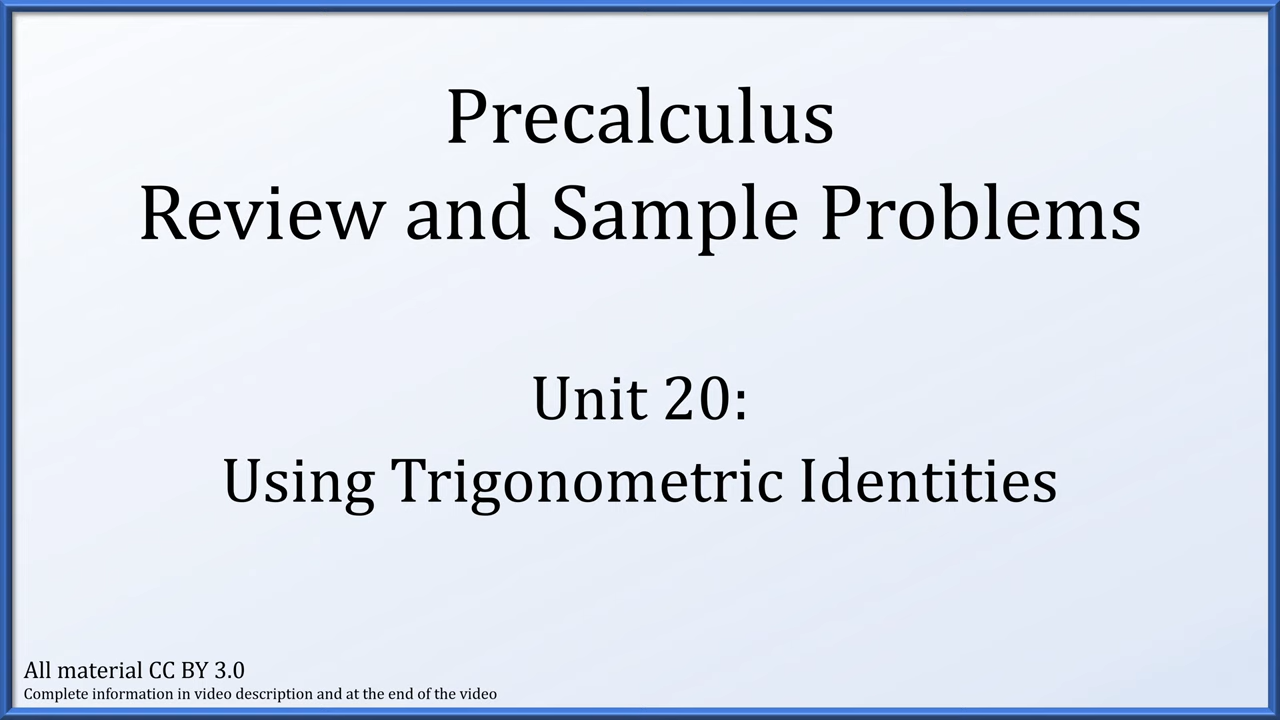 Precalculus
Review and Sample Problems
Unit 20:
Using Trigonometric Identities
All material CC BY 3.0
Complete information in video description and at the end of the video